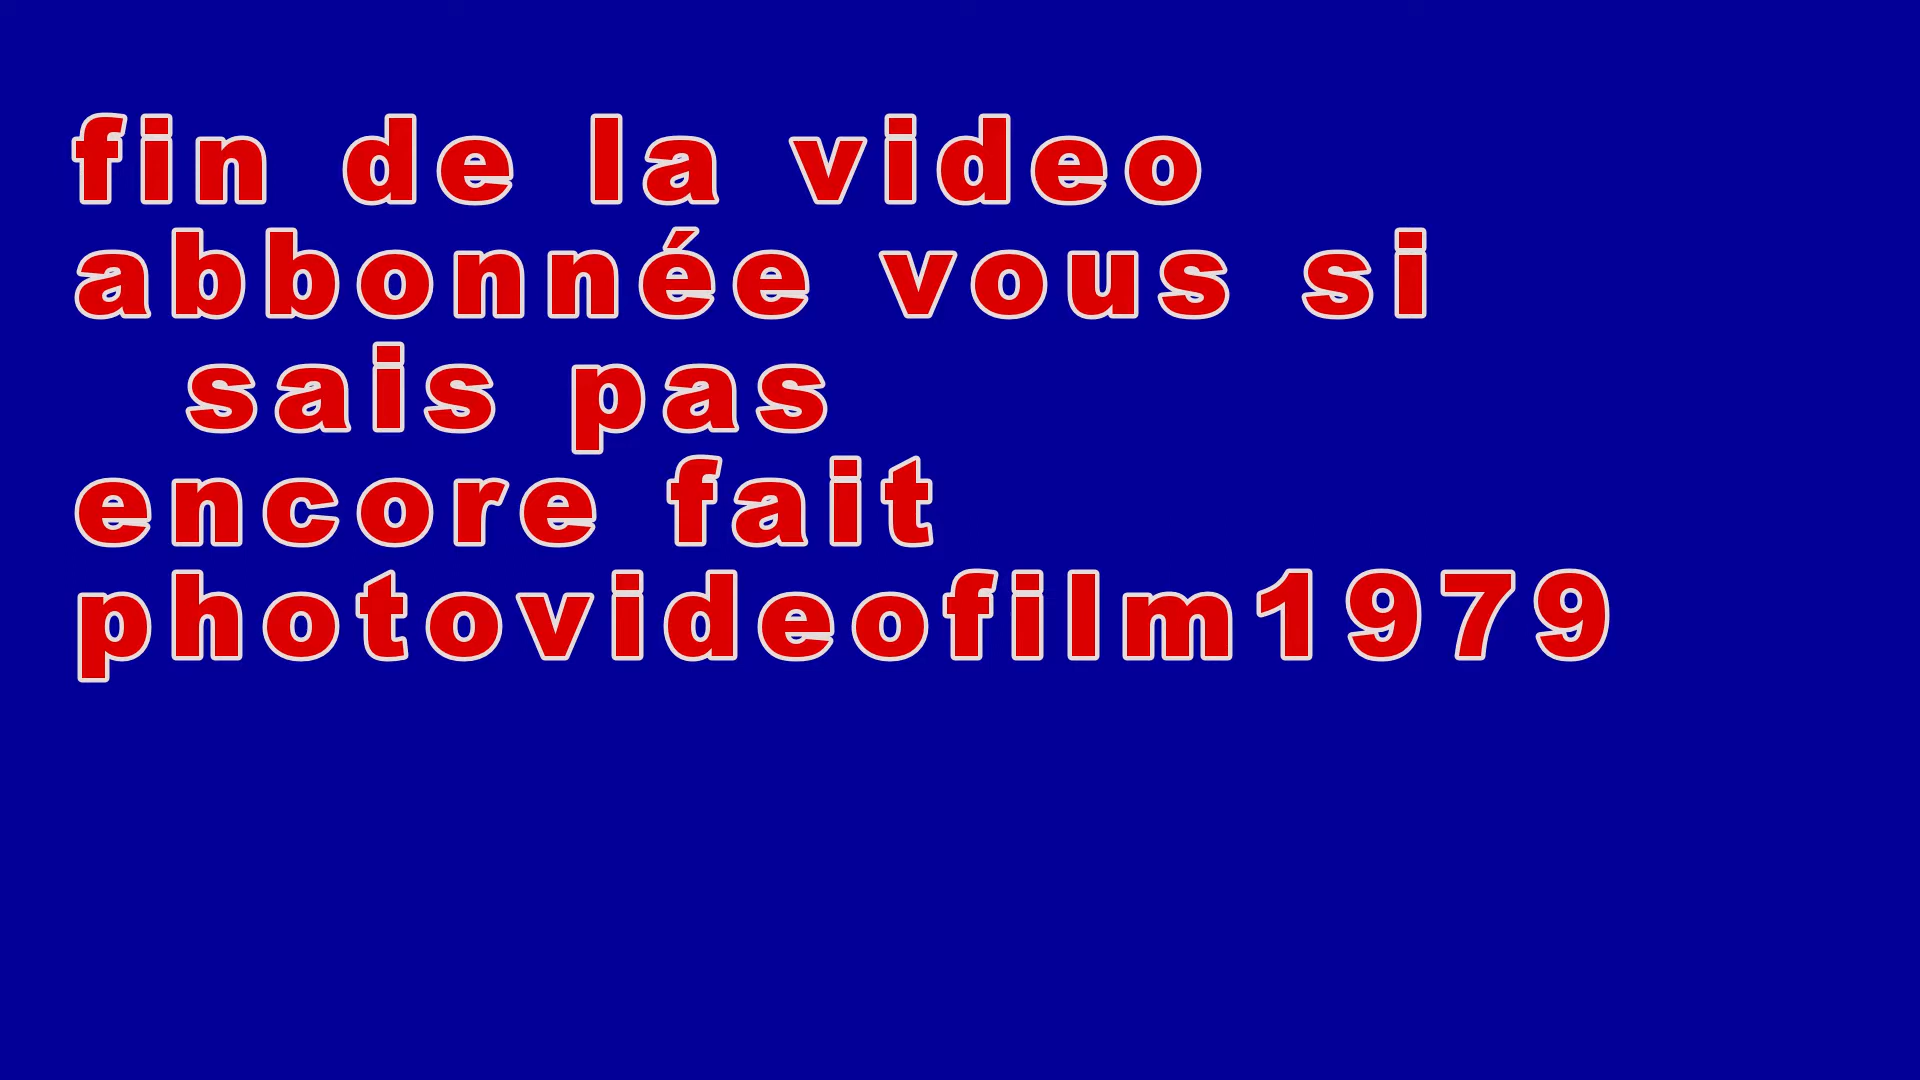 fin de la video
abbonnée vous si
sais pas
encore fait
photovideofilm1979